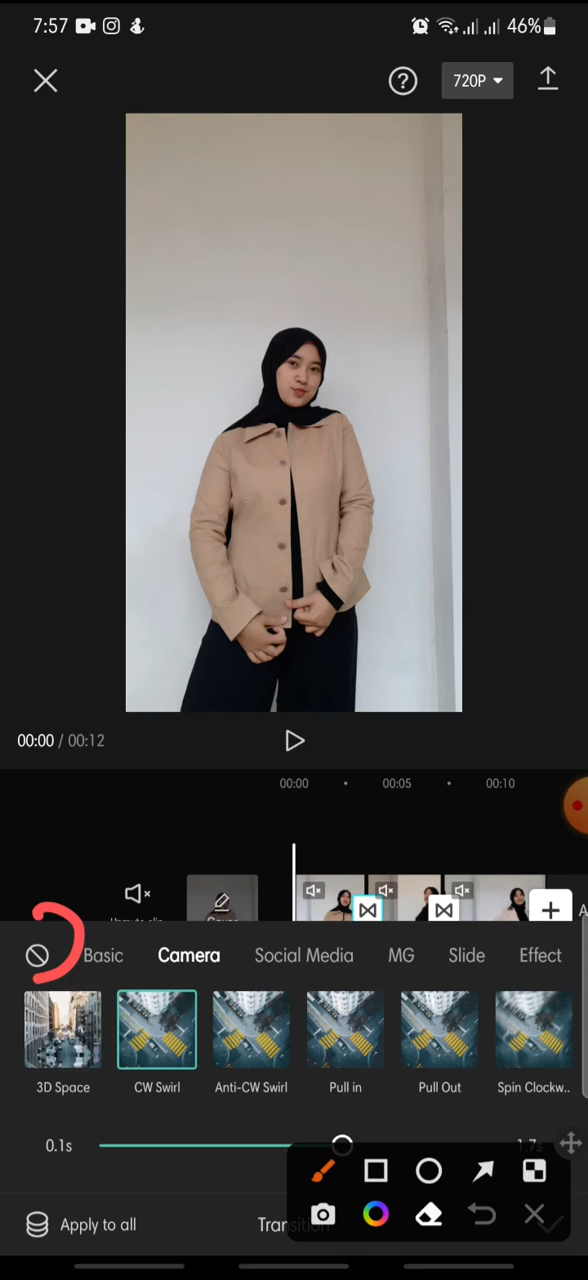 7:57 46%
720P
00:00 / 00:12
00:00 00:05 00:10
Basic Camera Social Media MG Slide Effect
3D Space CW Swirl Anti-CW Swirl Pull in Pull Out Spin Clockw..
0.1s 1.7s
Apply to all